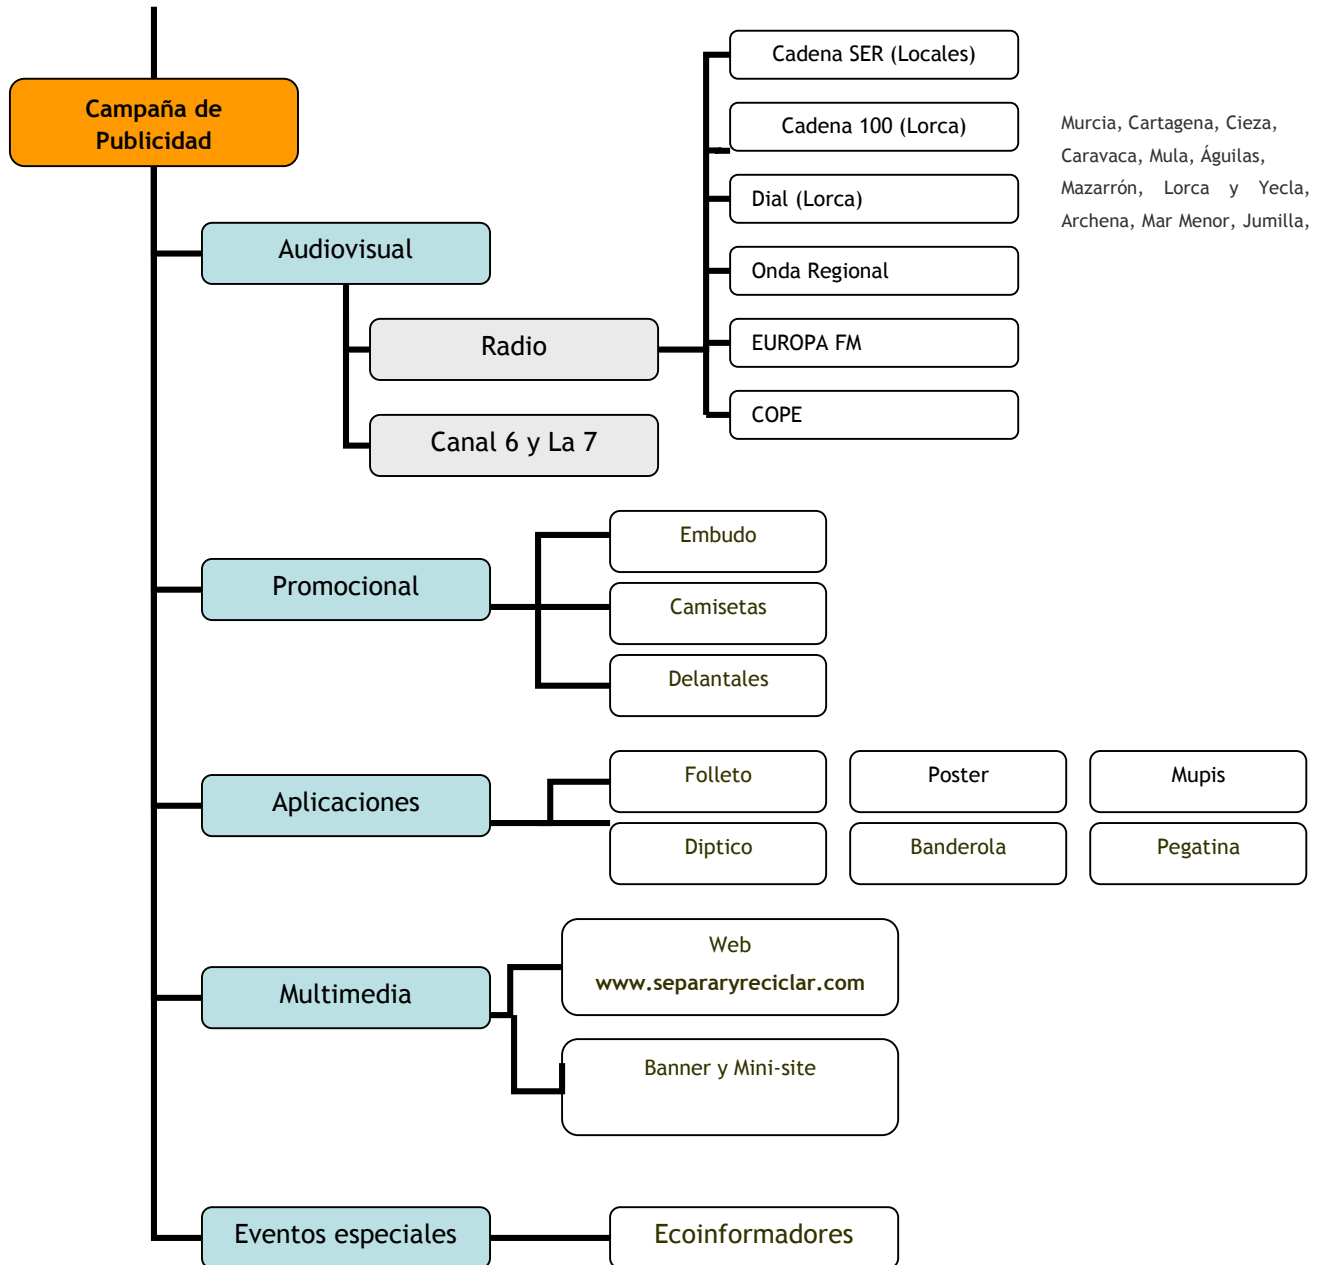 Campaña de
Publicidad
Cadena SER (Locales)
Cadena 100 (Lorca)
Murcia, Cartagena, Cieza,
Caravaca, Mula, Águilas,
Mazarrón, Lorca y Yecla,
Archena, Mar Menor, Jumilla,
Dial (Lorca)
Audiovisual
Onda Regional
Radio
EUROPA FM
COPE
Canal 6 y La 7
Promocional
Embudo
Camisetas
Delantales
Aplicaciones
Folleto
Poster
Mupis
Diptico
Banderola
Pegatina
Multimedia
Web
www.separaryreciclar.com
Banner y Mini-site
Eventos especiales
Ecoinformadores